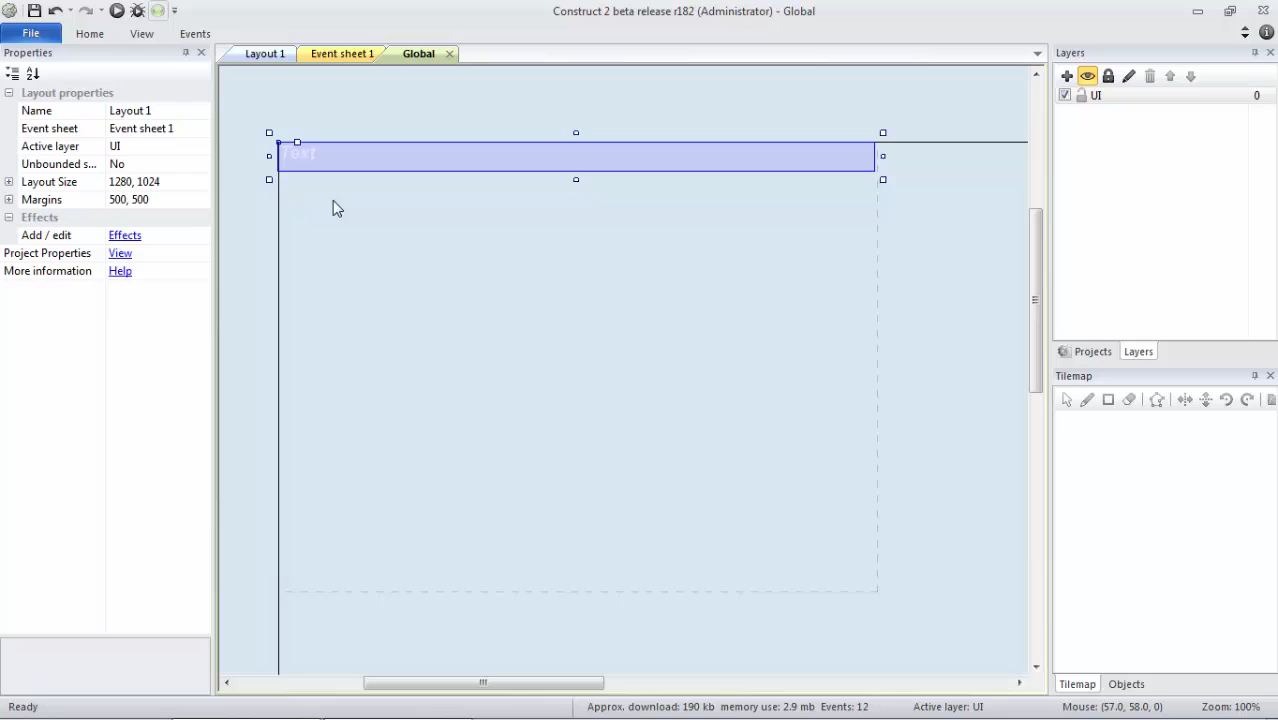 Construct 2 beta release r182 (Administrator) - Global
File Home View Events
Properties
Layout 1 Event sheet 1 Global
Layers
Layout properties
Name Layout 1
Event sheet Event sheet 1
Active layer UI
Unbounded s... No
Layout Size 1280, 1024
Margins 500, 500
Effects
Add / edit Effects
Project Properties View
More information Help
Text
UI 0
Projects Layers
Tilemap
Tilemap Objects
Ready
Approx. download: 190 kb memory use: 2.9 mb Events: 12 Active layer: UI Mouse: (57.0, 58.0, 0) Zoom: 100%